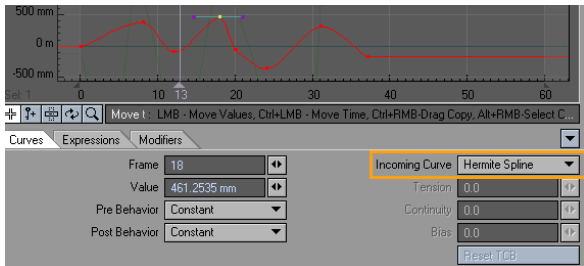 500 mm
0 m
-500 mm
Set 1 0 10 13 20 30 40 50 60
Move t : LMB - Move Values, Ctrl+LMB - Move Time, Ctrl+RMB-Drag Copy, Alt+RMB-Select C...
Curves Expressions Modifiers
Frame 18 Incoming Curve Hermite Spline
Value 461.2535 mm Tension 0.0
Pre Behavior Constant Continuity 0.0
Post Behavior Constant Bias 0.0
Reset TCB